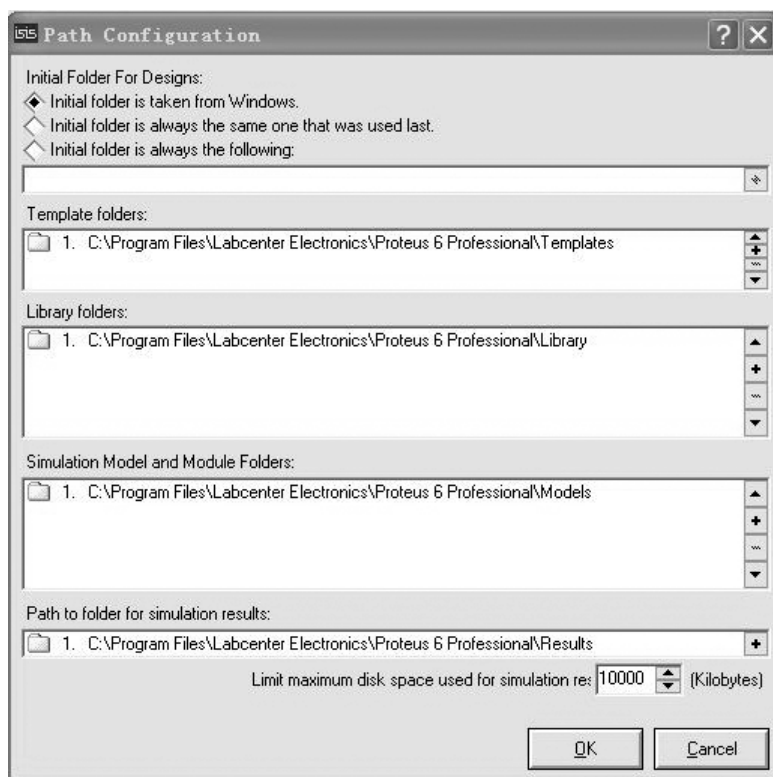 isis Path Configuration
Initial Folder For Designs:
Initial folder is taken from Windows.
Initial folder is always the same one that was used last.
Initial folder is always the following:
Template folders:
1. C:\Program Files\Labcenter Electronics\Proteus 6 Professional\Templates
Library folders:
1. C:\Program Files\Labcenter Electronics\Proteus 6 Professional\Library
Simulation Model and Module Folders:
1. C:\Program Files\Labcenter Electronics\Proteus 6 Professional\Models
Path to folder for simulation results:
1. C:\Program Files\Labcenter Electronics\Proteus 6 Professional\Results
Limit maximum disk space used for simulation re: 10000 (Kilobytes)
OK Cancel